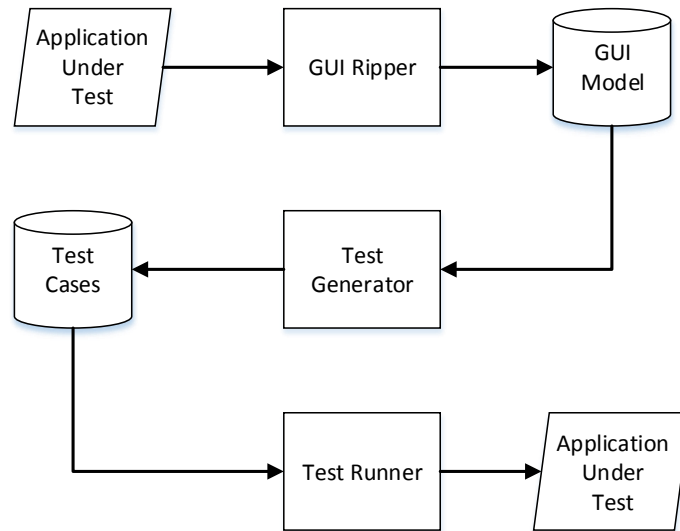 Application
Under
Test
GUI Ripper
GUI
Model
Test
Cases
Test
Generator
Test Runner
Application
Under
Test